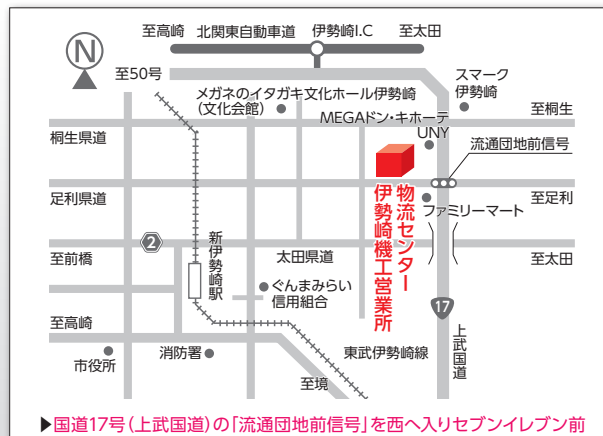 至高崎
北関東自動車道
伊勢崎I.C
至太田
N
至50号
メガネのイタガキ文化ホール伊勢崎
(文化会館)
スマーク
伊勢崎
至桐生
MEGAドン・キホーテ
UNY
桐生県道
流通団地前信号
足利県道
至足利
ファミリーマート
物流センター
伊勢崎機工営業所
2
新伊勢崎駅
太田県道
至前橋
至太田
ぐんまみらい
信用組合
17
至高崎
上武国道
市役所
消防署
東武伊勢崎線
至境
▶国道17号(上武国道)の「流通団地前信号」を西へ入りセブンイレブン前